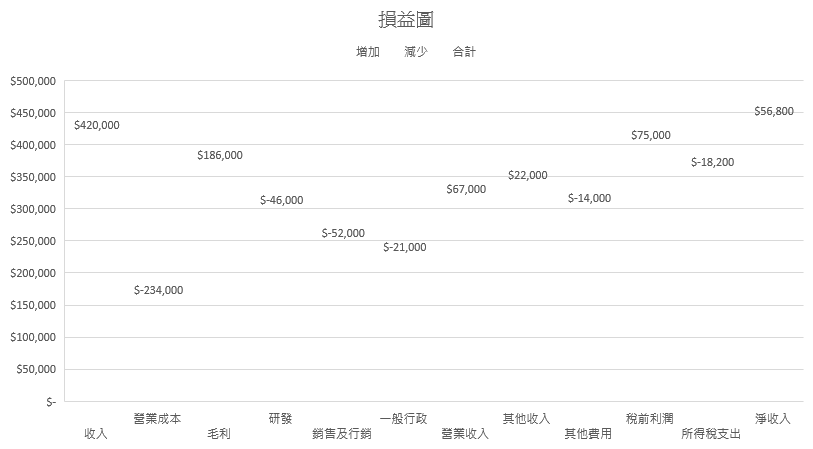 損益圖
增加 減少 合計
$500,000
$450,000
$400,000
$350,000
$300,000
$250,000
$200,000
$150,000
$100,000
$50,000
$-
$420,000
$-234,000
$186,000
$-46,000
$-52,000
$-21,000
$67,000
$22,000
$-14,000
$75,000
$-18,200
$56,800
收入
營業成本
毛利
研發
銷售及行銷
一般行政
營業收入
其他收入
其他費用
稅前利潤
所得稅支出
淨收入